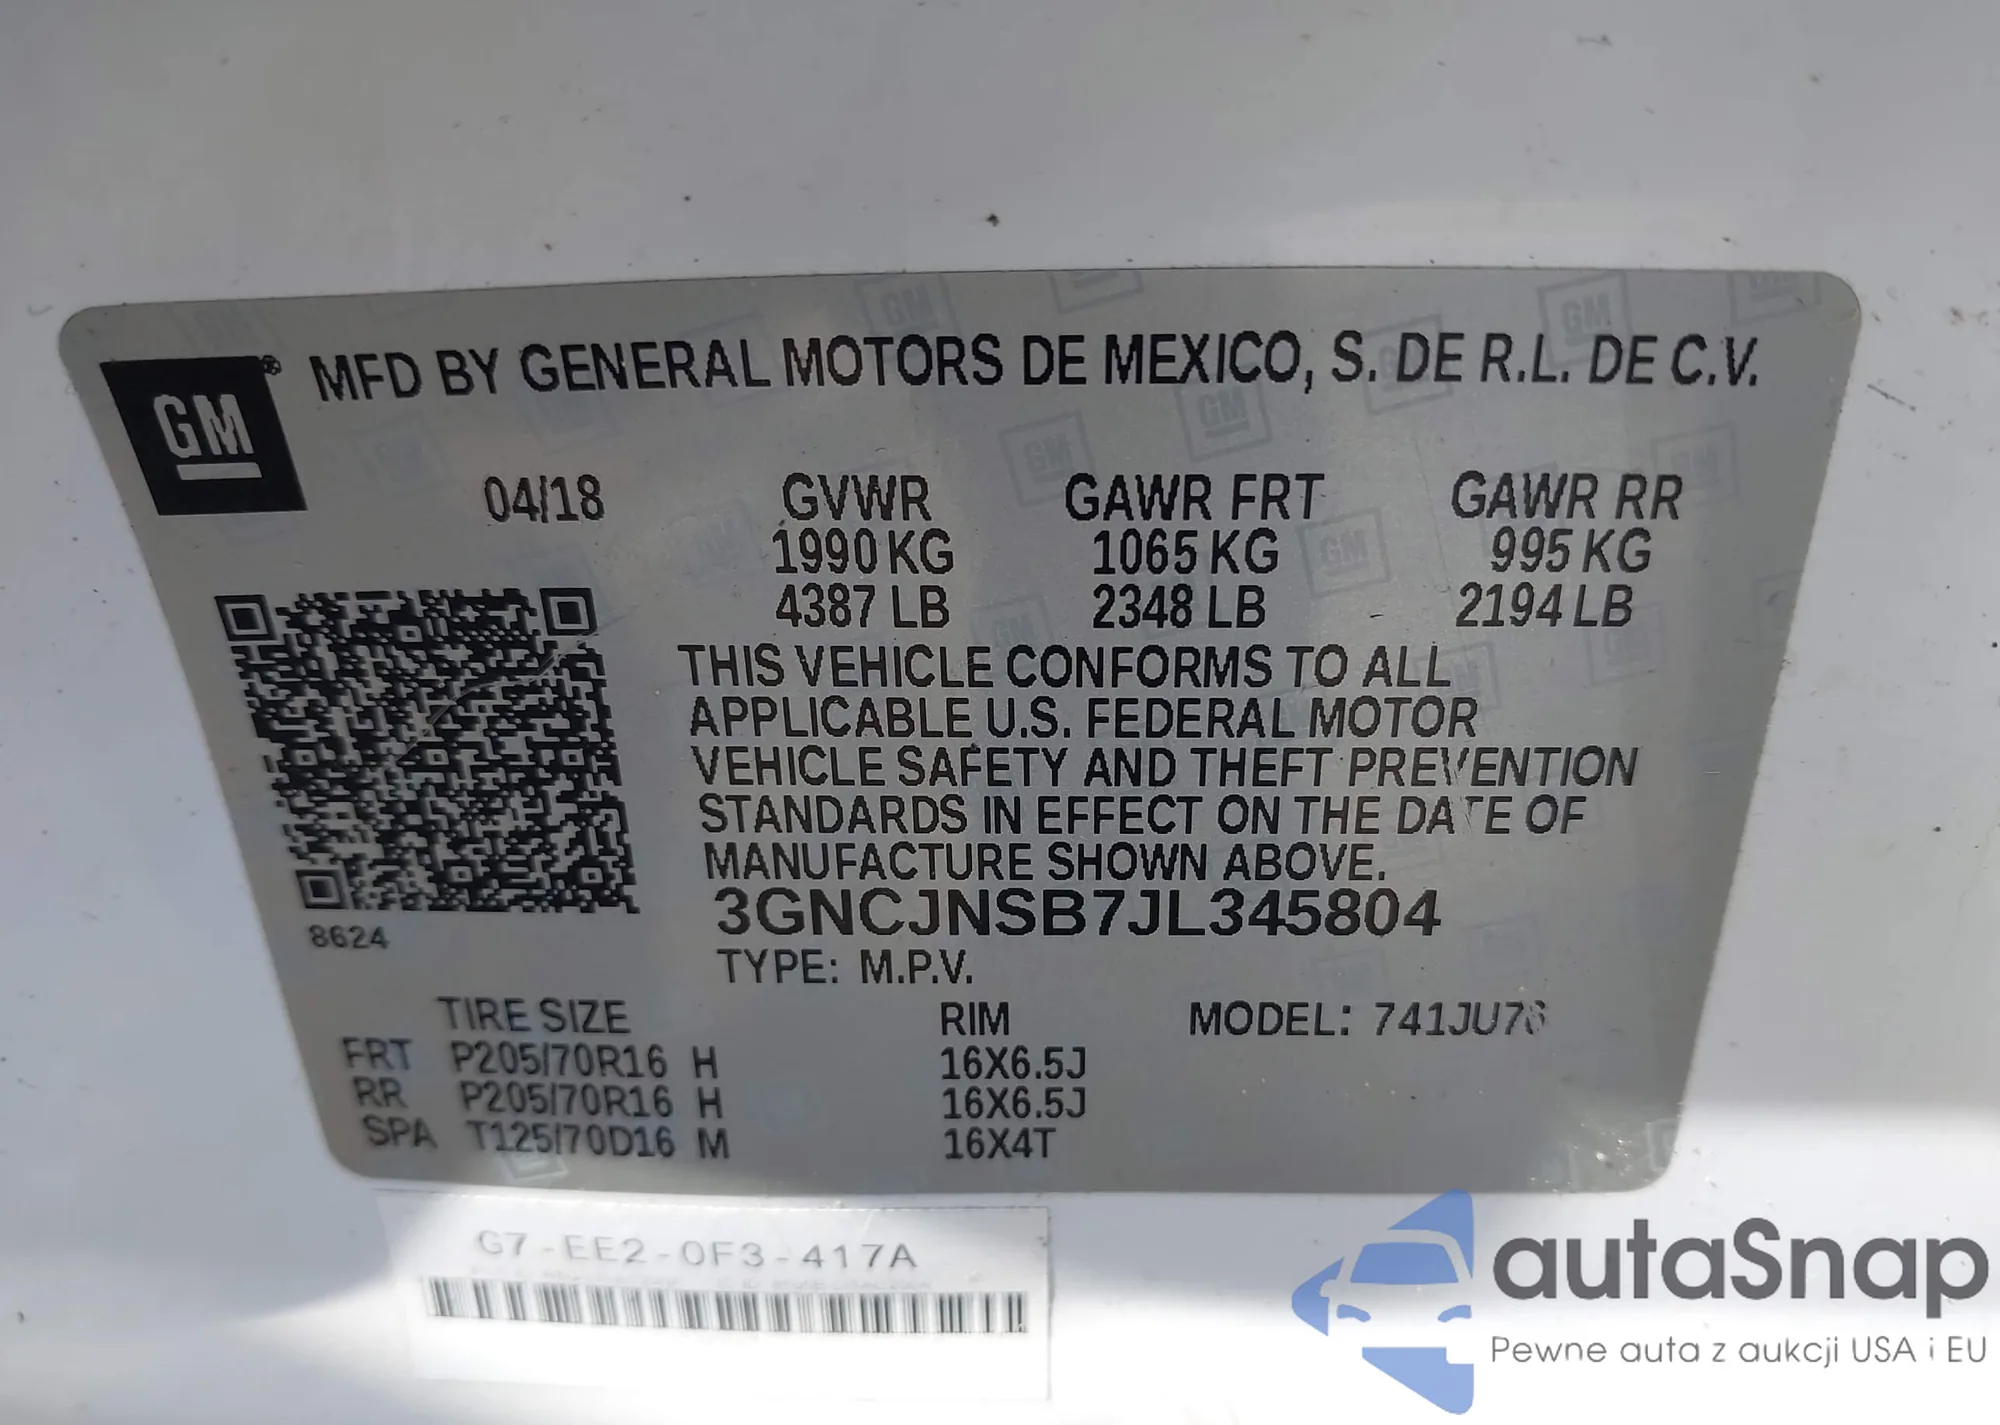 GM® MFD BY GENERAL MOTORS DE MEXICO, S. DE R.L. DE C.V.
04/18 GVWR GAWR FRT GAWR RR
1990 KG 1065 KG 995 KG
4387 LB 2348 LB 2194 LB
THIS VEHICLE CONFORMS TO ALL
APPLICABLE U.S. FEDERAL MOTOR
VEHICLE SAFETY AND THEFT PREVENTION
STANDARDS IN EFFECT ON THE DATE OF
MANUFACTURE SHOWN ABOVE.
3GNCJNSB7JL345804
8624
TYPE: M.P.V.
TIRE SIZE RIM MODEL: 741JU76
FRT P205/70R16 H 16X6.5J
RR P205/70R16 H 16X6.5J
SPA T125/70D16 M 16X4T
G7-EE2-0F3-417A
autaSnap
Pewne auta z aukcji USA i EU